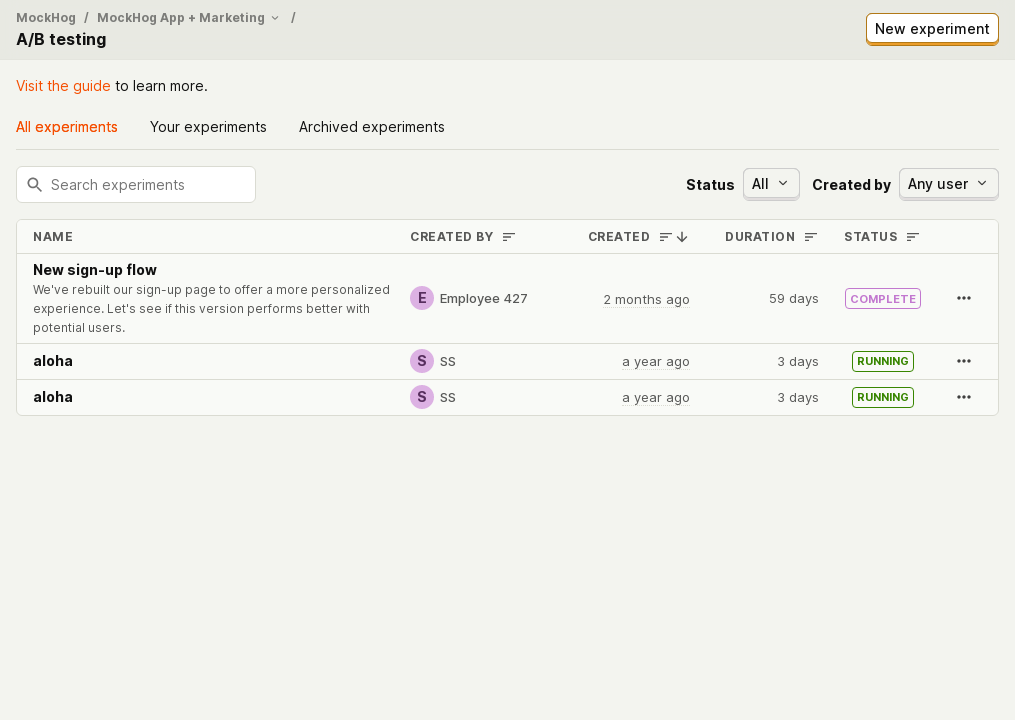 MockHog / MockHog App + Marketing /
A/B testing
New experiment
Visit the guide to learn more.
All experiments Your experiments Archived experiments
Search experiments
Status All Created by Any user
NAME CREATED BY CREATED DURATION STATUS
New sign-up flow
We've rebuilt our sign-up page to offer a more personalized
experience. Let's see if this version performs better with
potential users.
E Employee 427 2 months ago 59 days COMPLETE
aloha S SS a year ago 3 days RUNNING
aloha S SS a year ago 3 days RUNNING